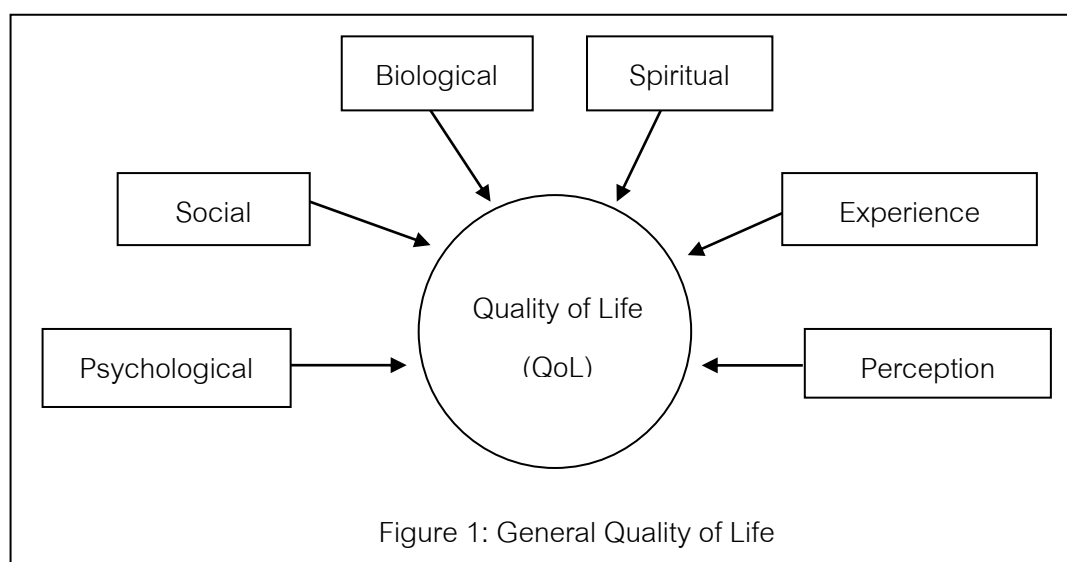 Biological
Spiritual
Social
Experience
Quality of Life
(QoL)
Psychological
Perception
Figure 1: General Quality of Life